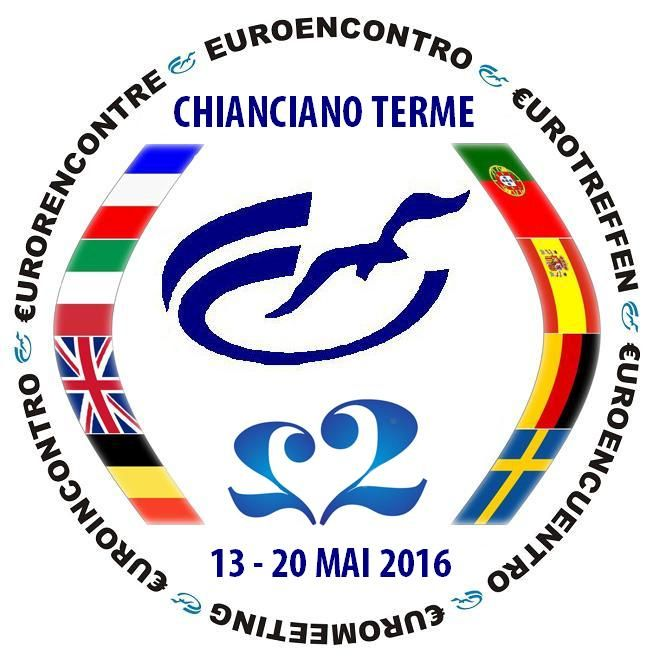 EUROENCONTRO
€UROTREFFEN
€UROENCUENTRO
€UROMEETING
€UROINCONTRO
€URORENCONTRE
CHIANCIANO TERME
22
13 - 20 MAI 2016